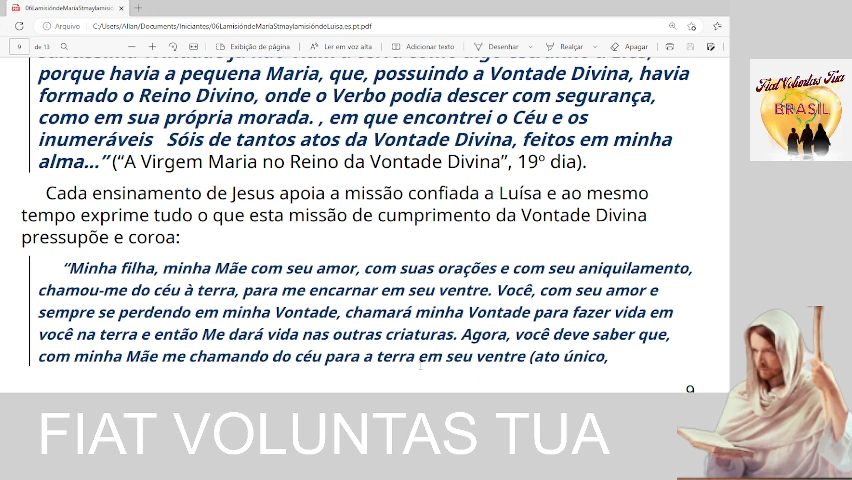 06LamisióndeMaríaStmaylamisióndeLuisa,es.pt.pdf
Arquivo
C:/Users/Allan/Documents/Iniciantes/06LamisióndeMaríaStmaylamisióndeLuisa,es.pt.pdf
9 de 13
Exibição de página
Ler em voz alta
Adicionar texto
Desenhar
Realçar
Apagar
porque havia a pequena Maria, que, possuindo a Vontade Divina, havia
formado o Reino Divino, onde o Verbo podia descer com segurança,
como em sua própria morada. , em que encontrei o Céu e os
inumeráveis Sóis de tantos atos da Vontade Divina, feitos em minha
alma...” (“A Virgem Maria no Reino da Vontade Divina”, 19º dia).
Cada ensinamento de Jesus apoia a missão confiada a Luísa e ao mesmo
tempo exprime tudo o que esta missão de cumprimento da Vontade Divina
pressupõe e coroa:
“Minha filha, minha Mãe com seu amor, com suas orações e com seu aniquilamento,
chamou-me do céu à terra, para me encarnar em seu ventre. Você, com seu amor e
sempre se perdendo em minha Vontade, chamará minha Vontade para fazer vida em
você na terra e então Me dará vida nas outras criaturas. Agora, você deve saber que,
com minha Mãe me chamando do céu para a terra em seu ventre (ato único,
9
Fiat Voluntas Tua
BRASIL
FIAT VOLUNTAS TUA